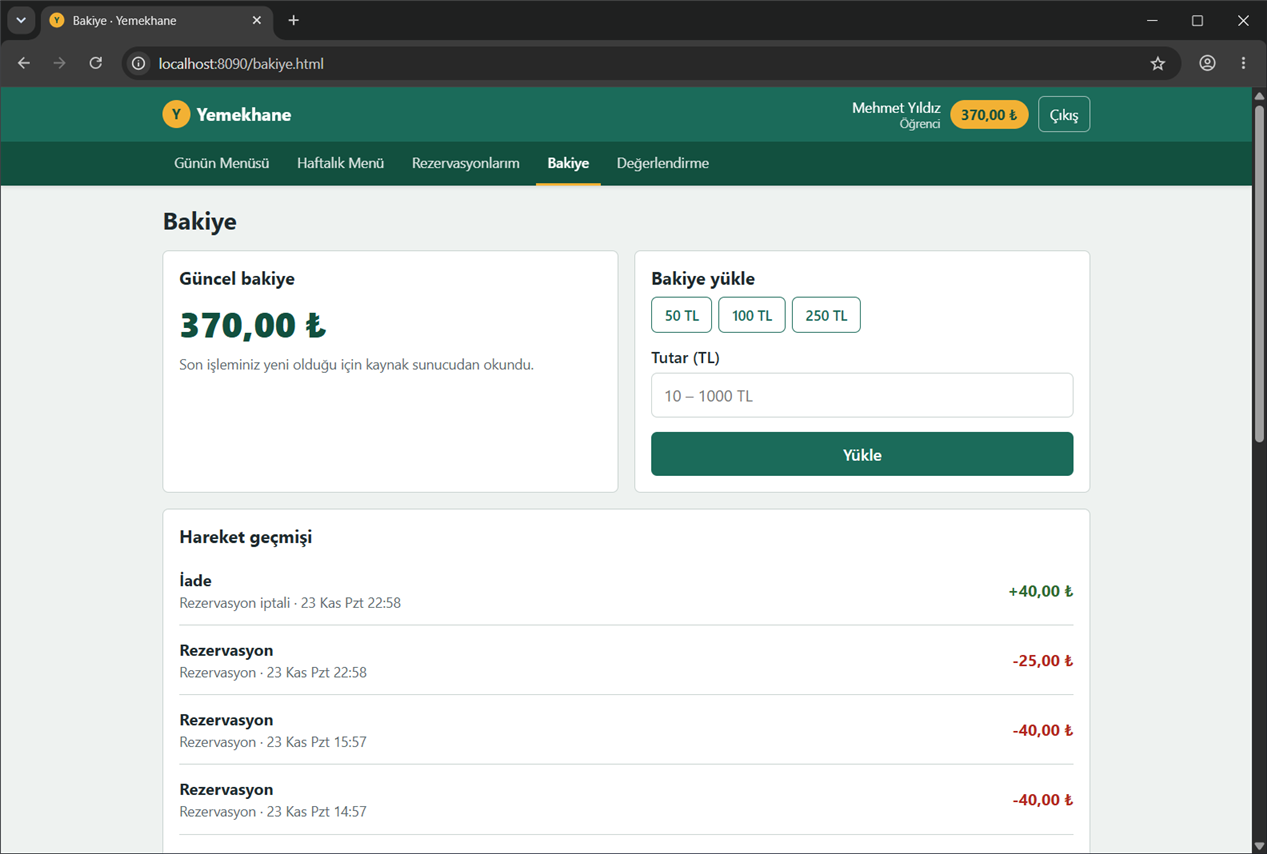 Y Bakiye · Yemekhane
localhost:8090/bakiye.html
Y Yemekhane
Mehmet Yıldız
Öğrenci
370,00 ₺
Çıkış
Günün Menüsü Haftalık Menü Rezervasyonlarım Bakiye Değerlendirme
Bakiye
Güncel bakiye
370,00 ₺
Son işleminiz yeni olduğu için kaynak sunucudan okundu.
Bakiye yükle
50 TL 100 TL 250 TL
Tutar (TL)
10 – 1000 TL
Yükle
Hareket geçmişi
İade
Rezervasyon iptali · 23 Kas Pzt 22:58
+40,00 ₺
Rezervasyon
Rezervasyon · 23 Kas Pzt 22:58
-25,00 ₺
Rezervasyon
Rezervasyon · 23 Kas Pzt 15:57
-40,00 ₺
Rezervasyon
Rezervasyon · 23 Kas Pzt 14:57
-40,00 ₺